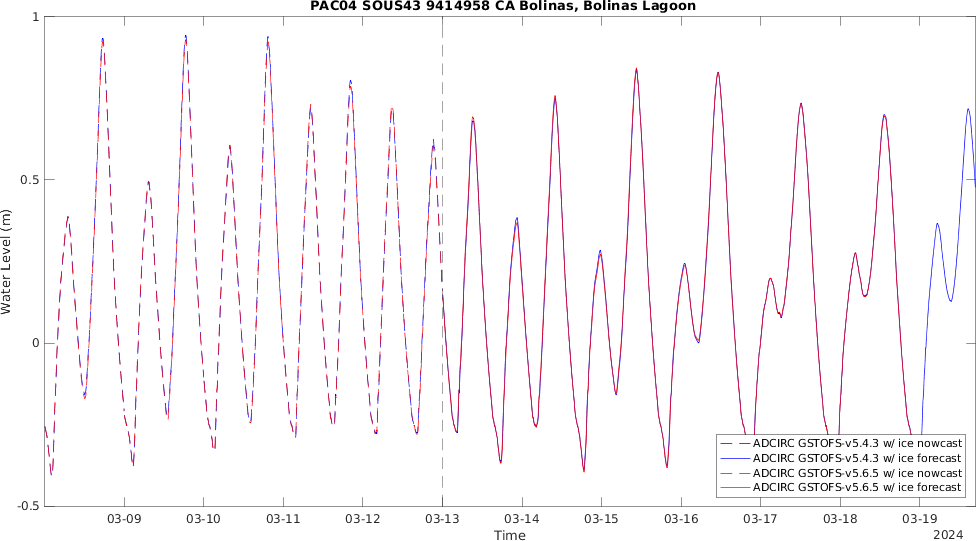 PAC04 SOUS43 9414958 CA Bolinas, Bolinas Lagoon
1
0.5
0
-0.5
Water Level (m)
03-09 03-10 03-11 03-12 03-13 03-14 03-15 03-16 03-17 03-18 03-19
Time
2024
ADCIRC GSTOFS-v5.4.3 w/ ice nowcast
ADCIRC GSTOFS-v5.4.3 w/ ice forecast
ADCIRC GSTOFS-v5.6.5 w/ ice nowcast
ADCIRC GSTOFS-v5.6.5 w/ ice forecast